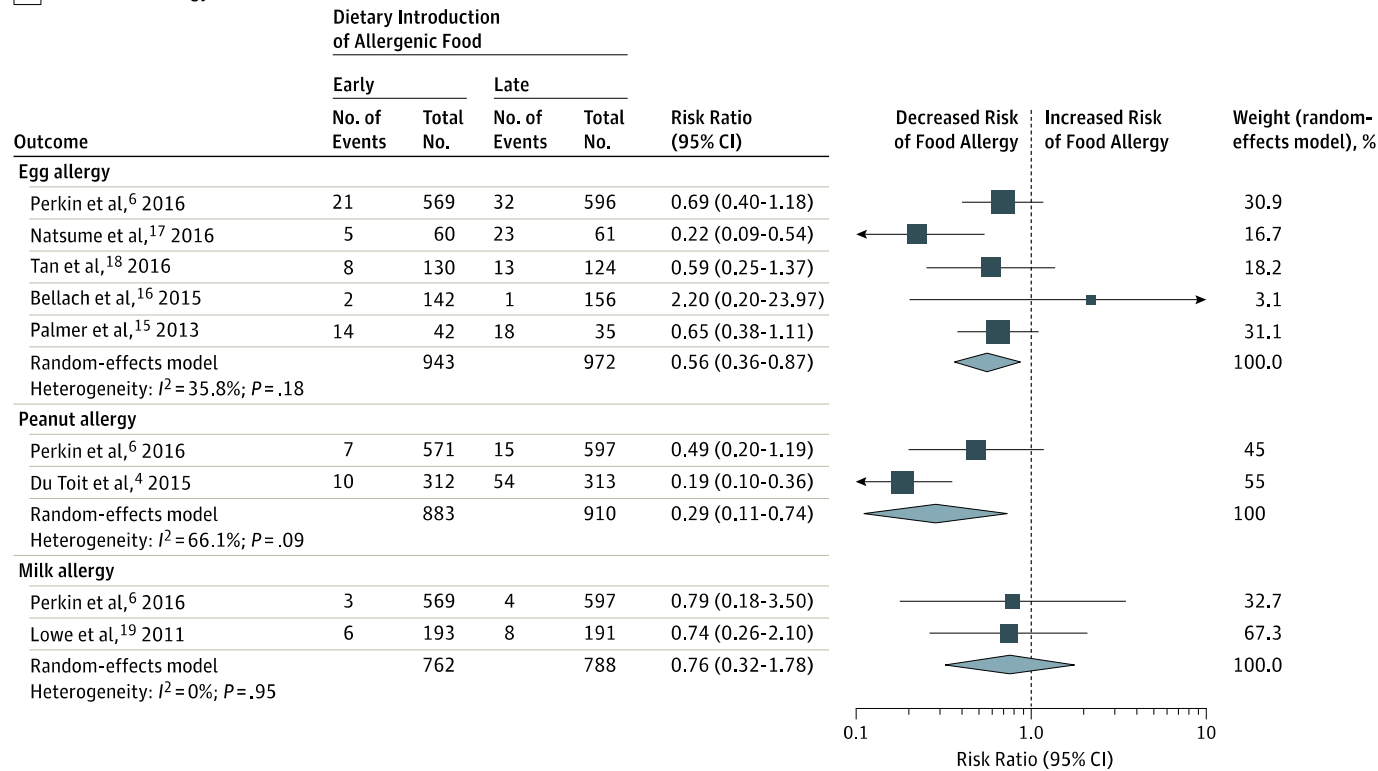 Dietary Introduction
of Allergenic Food
Early Late
Outcome No. of Events Total No. No. of Events Total No. Risk Ratio (95% CI) Decreased Risk of Food Allergy Increased Risk of Food Allergy Weight (random-effects model), %
Egg allergy
Perkin et al,6 2016 21 569 32 596 0.69 (0.40-1.18) 30.9
Natsume et al,17 2016 5 60 23 61 0.22 (0.09-0.54) 16.7
Tan et al,18 2016 8 130 13 124 0.59 (0.25-1.37) 18.2
Bellach et al,16 2015 2 142 1 156 2.20 (0.20-23.97) 3.1
Palmer et al,15 2013 14 42 18 35 0.65 (0.38-1.11) 31.1
Random-effects model 943 972 0.56 (0.36-0.87) 100.0
Heterogeneity: I2 = 35.8%; P = .18
Peanut allergy
Perkin et al,6 2016 7 571 15 597 0.49 (0.20-1.19) 45
Du Toit et al,4 2015 10 312 54 313 0.19 (0.10-0.36) 55
Random-effects model 883 910 0.29 (0.11-0.74) 100
Heterogeneity: I2 = 66.1%; P = .09
Milk allergy
Perkin et al,6 2016 3 569 4 597 0.79 (0.18-3.50) 32.7
Lowe et al,19 2011 6 193 8 191 0.74 (0.26-2.10) 67.3
Random-effects model 762 788 0.76 (0.32-1.78) 100.0
Heterogeneity: I2 = 0%; P = .95
0.1 1.0 10
Risk Ratio (95% CI)